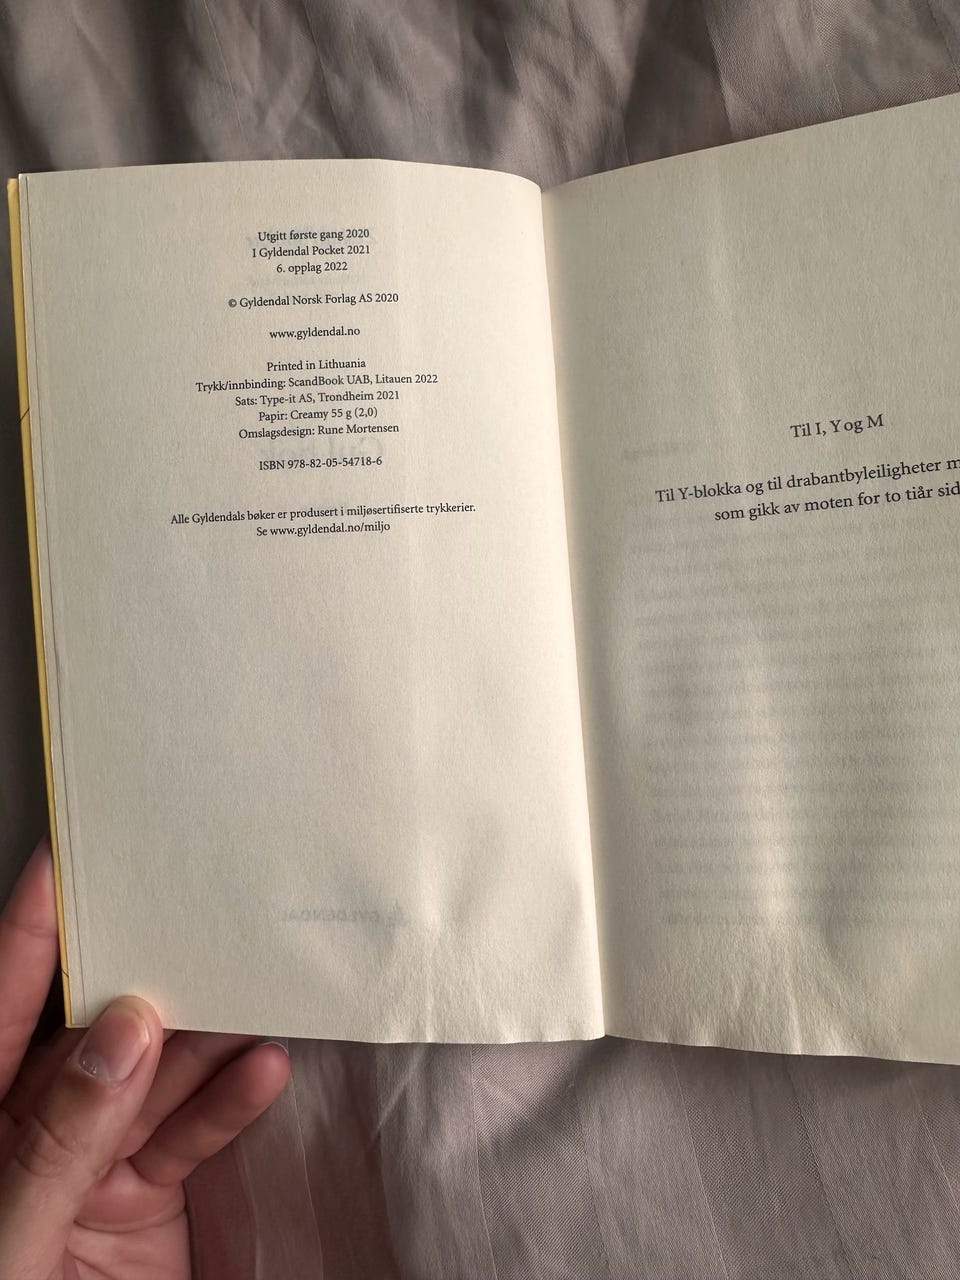 Utgitt første gang 2020
I Gyldendal Pocket 2021
6. opplag 2022
© Gyldendal Norsk Forlag AS 2020
www.gyldendal.no
Printed in Lithuania
Trykk/innbinding: ScandBook UAB, Litauen 2022
Sats: Type-it AS, Trondheim 2021
Papir: Creamy 55 g (2,0)
Omslagsdesign: Rune Mortensen
ISBN 978-82-05-54718-6
Alle Gyldendals bøker er produsert i miljøsertifiserte trykkerier.
Se www.gyldendal.no/miljo
Til I, Y og M
Til Y-blokka og til drabantbyleiligheter
som gikk av moten for to tiår